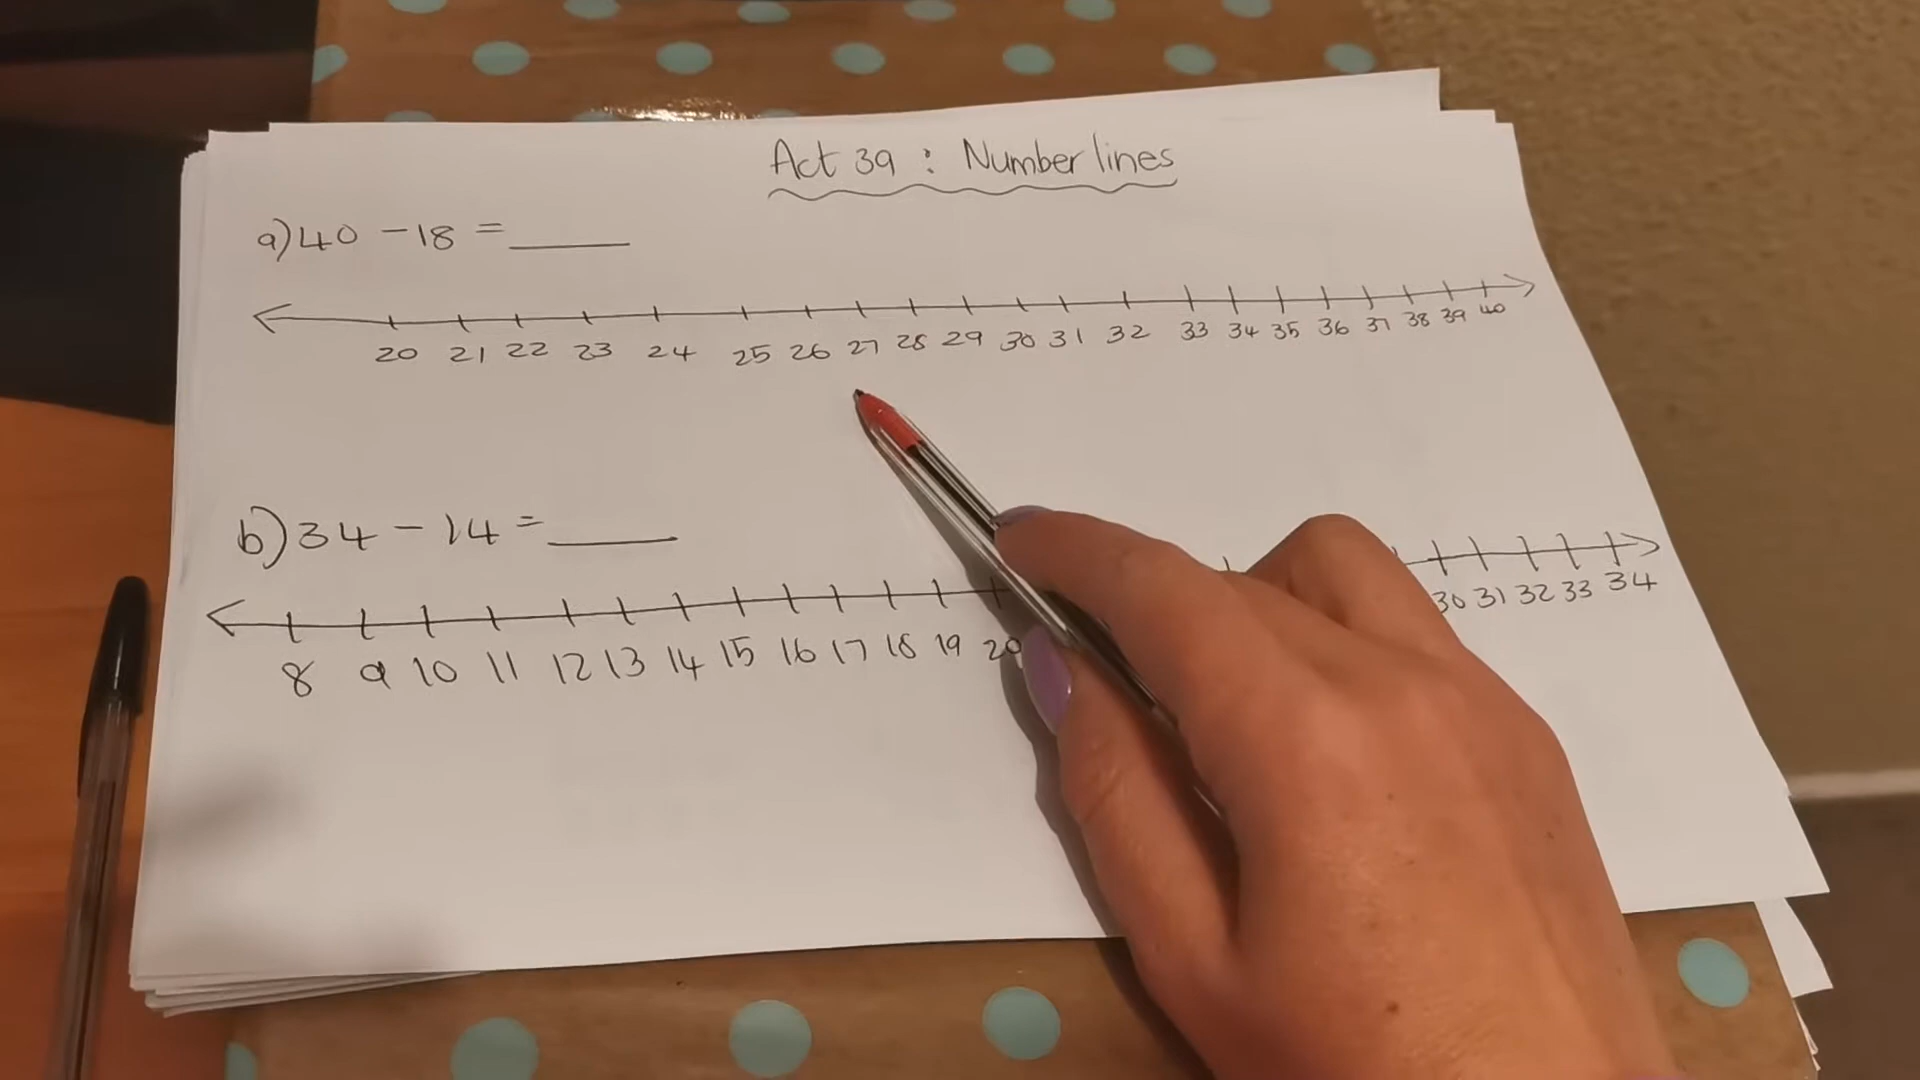 Act 39 : Number lines
a) 40 - 18 = ____
20 21 22 23 24 25 26 27 28 29 30 31 32 33 34 35 36 37 38 39 40
b) 34 - 14 = ____
8 9 10 11 12 13 14 15 16 17 18 19 20 30 31 32 33 34